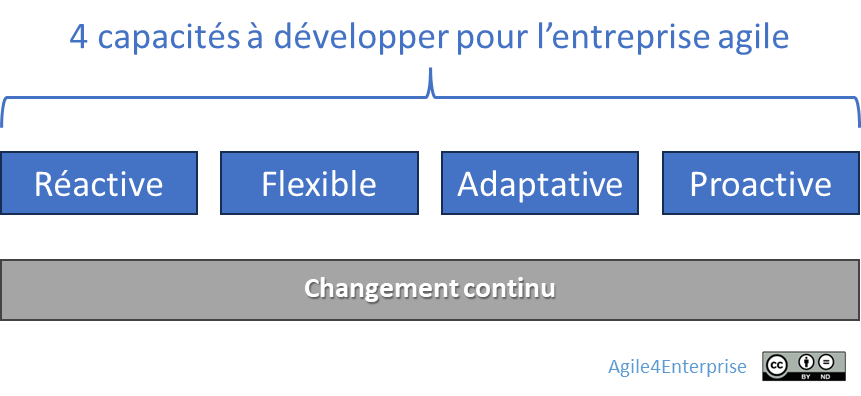 4 capacités à développer pour l’entreprise agile
Réactive
Flexible
Adaptative
Proactive
Changement continu
Agile4Enterprise
cc
BY ND